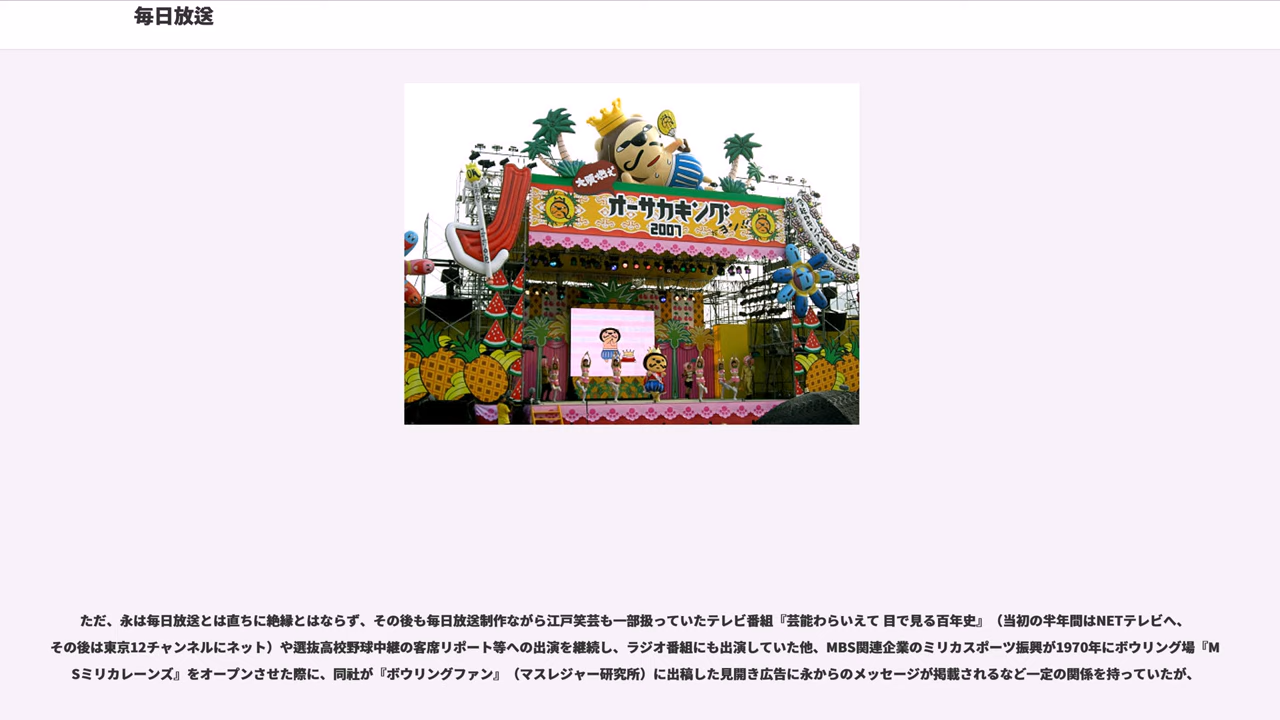 毎日放送
大阪城で
オーサカキング
2007
ただ、永は毎日放送とは直ちに絶縁とはならず、その後も毎日放送制作ながら江戸笑芸も一部扱っていたテレビ番組『芸能わらいえて 目で見る百年史』（当初の半年間はNETテレビへ、
その後は東京12チャンネルにネット）や選抜高校野球中継の客席リポート等への出演を継続し、ラジオ番組にも出演していた他、MBS関連企業のミリカスポーツ振興が1970年にボウリング場『M
Sミリカレーンズ』をオープンさせた際に、同社が『ボウリングファン』（マスレジャー研究所）に出稿した見開き広告に永からのメッセージが掲載されるなど一定の関係を持っていたが、